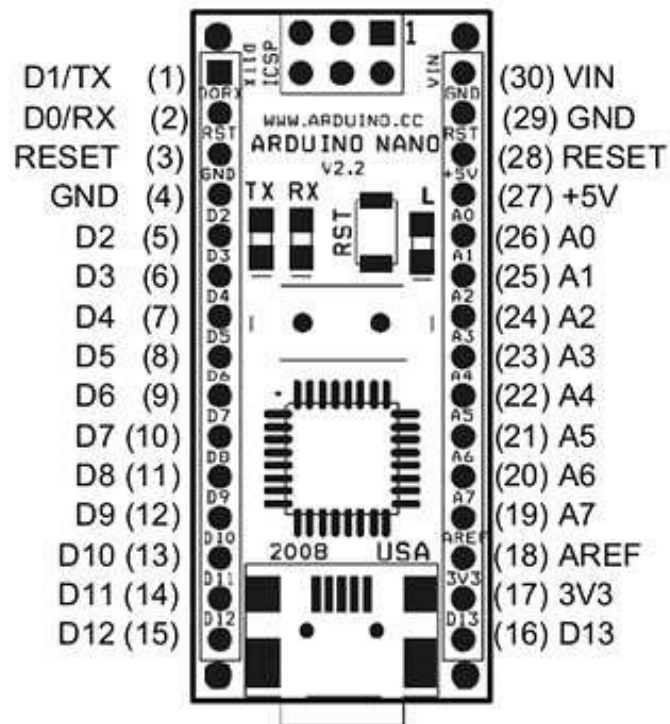 D1/TX (1)
D0/RX (2)
RESET (3)
GND (4)
D2 (5)
D3 (6)
D4 (7)
D5 (8)
D6 (9)
D7 (10)
D8 (11)
D9 (12)
D10 (13)
D11 (14)
D12 (15)
D1TX
ICSP
1
VIN
WWW.ARDUINO.CC
ARDUINO NANO
V2.2
TX RX
RST
L
2008 USA
D0RX
RST
GND
D2
D3
D4
D5
D6
D7
D8
D9
D10
D11
D12
GND
RST
+5V
A0
A1
A2
A3
A4
A5
A6
A7
AREF
3V3
D13
(30) VIN
(29) GND
(28) RESET
(27) +5V
(26) A0
(25) A1
(24) A2
(23) A3
(22) A4
(21) A5
(20) A6
(19) A7
(18) AREF
(17) 3V3
(16) D13